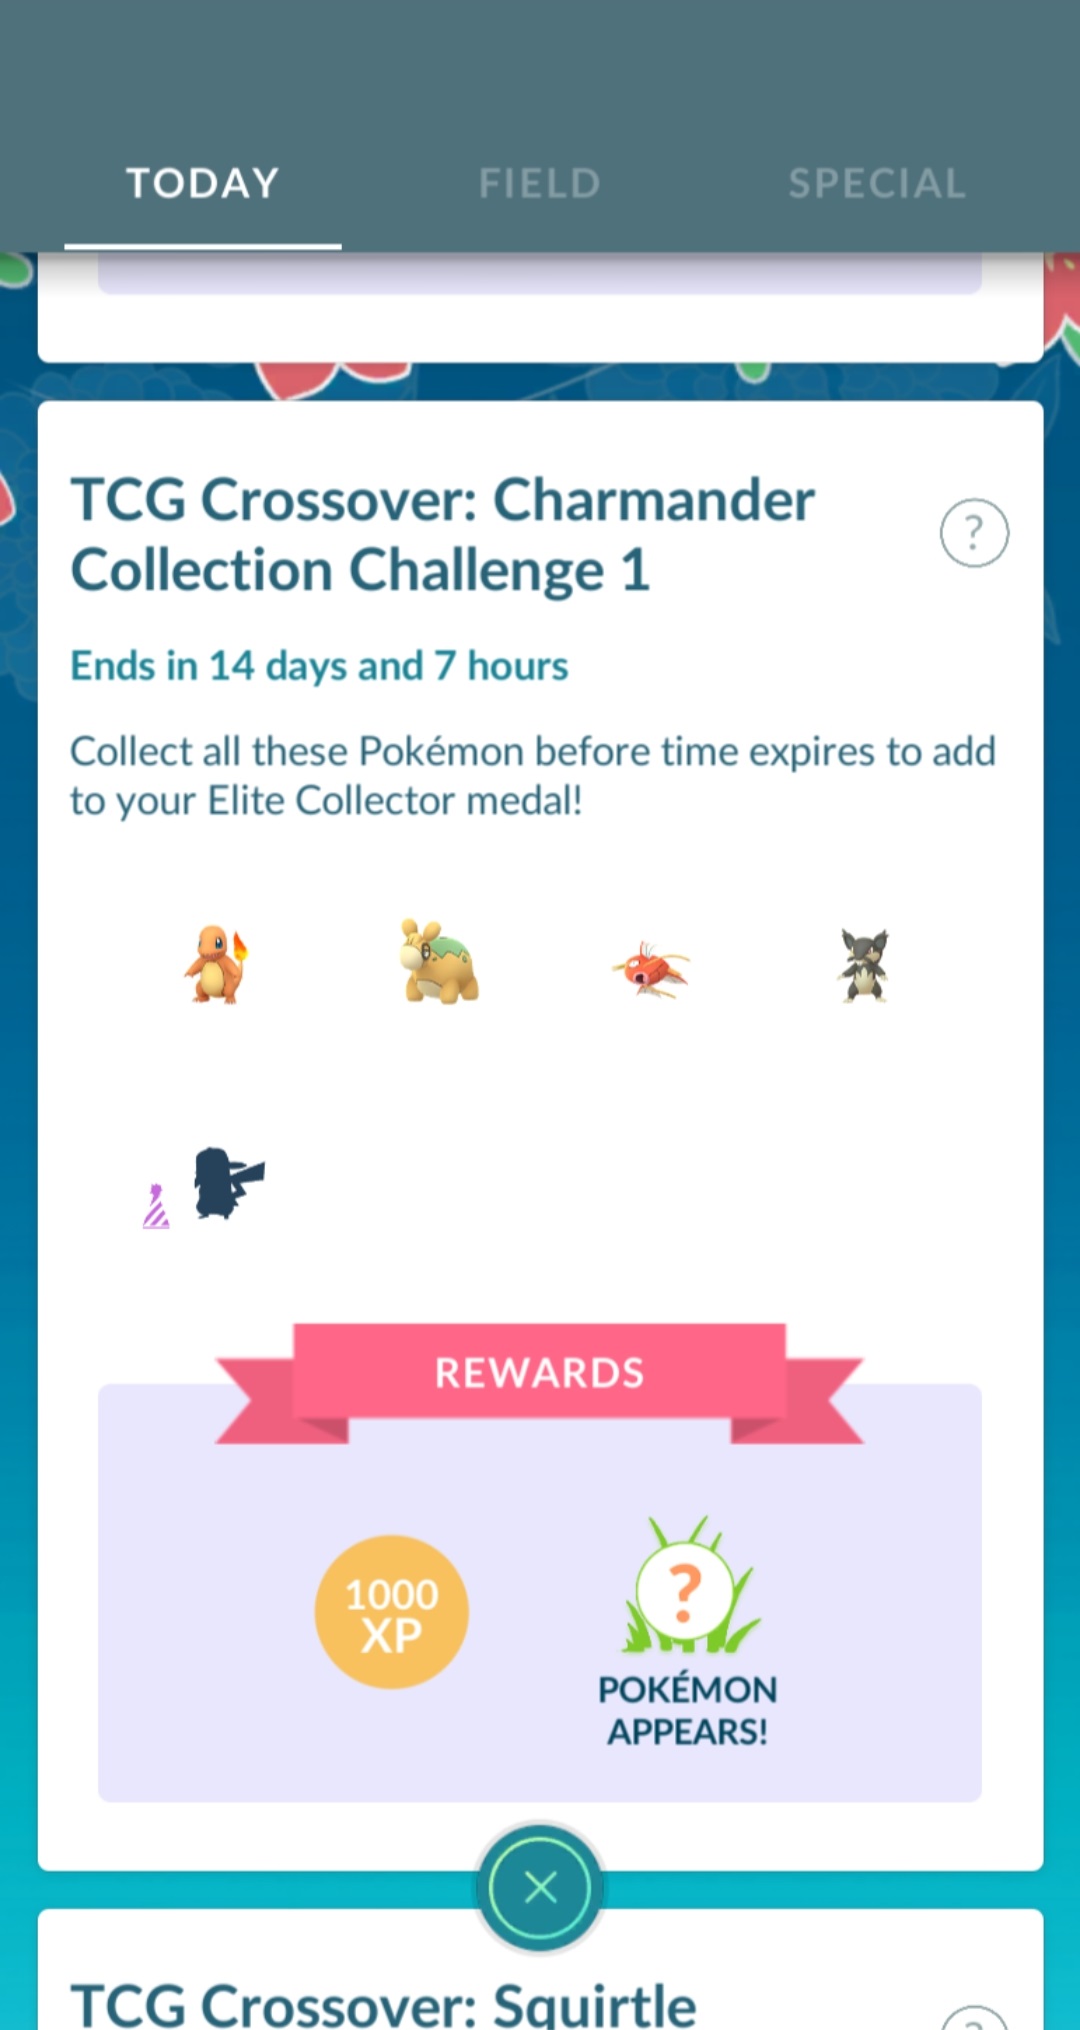 TODAY FIELD SPECIAL
TCG Crossover: Charmander
Collection Challenge 1
?
Ends in 14 days and 7 hours
Collect all these Pokémon before time expires to add
to your Elite Collector medal!
REWARDS
1000
XP
?
POKÉMON
APPEARS!
TCG Crossover: Squirtle
?